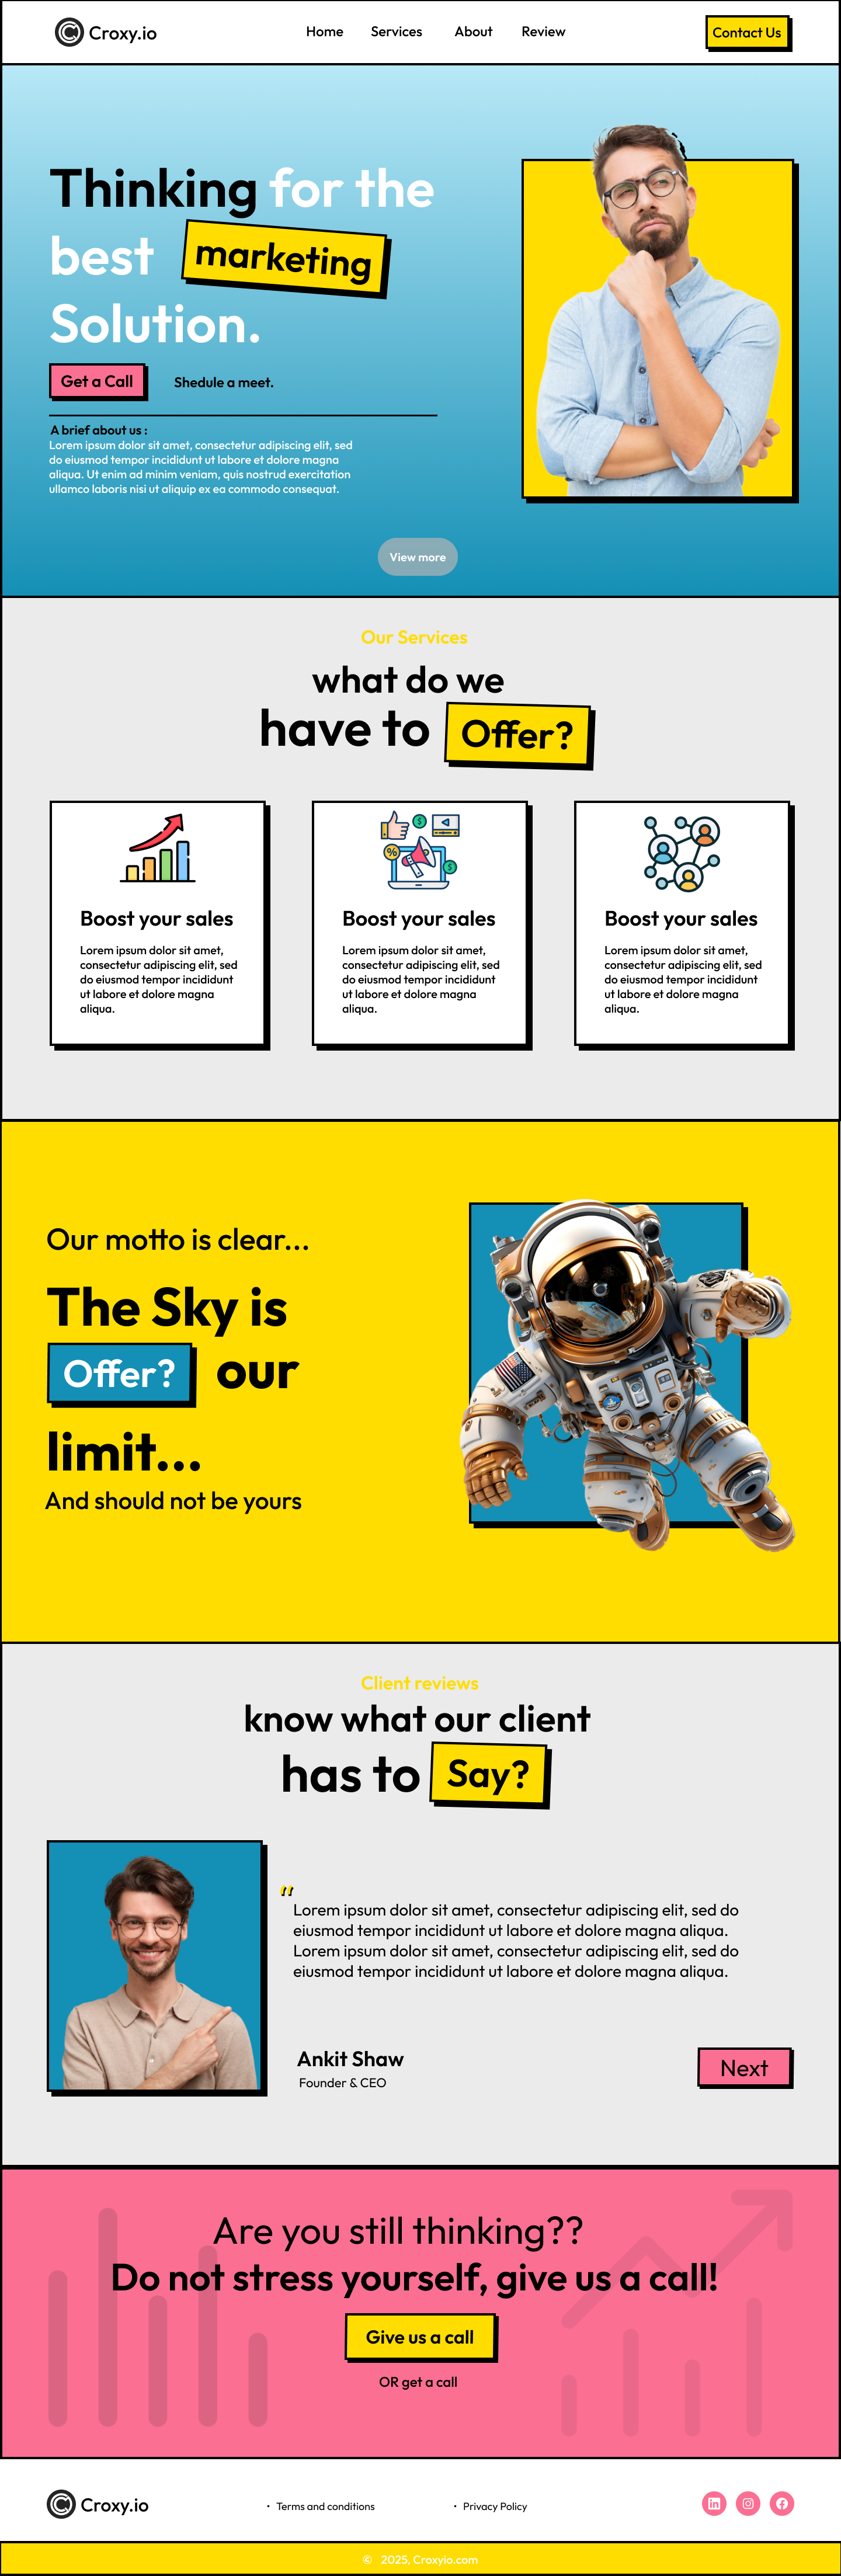 Croxy.io
Home Services About Review
Contact Us
Thinking for the
best marketing
Solution.
Get a Call
Shedule a meet.
A brief about us :
Lorem ipsum dolor sit amet, consectetur adipiscing elit, sed
do eiusmod tempor incididunt ut labore et dolore magna
aliqua. Ut enim ad minim veniam, quis nostrud exercitation
ullamco laboris nisi ut aliquip ex ea commodo consequat.
View more
Our Services
what do we
have to Offer?
Boost your sales
Lorem ipsum dolor sit amet,
consectetur adipiscing elit, sed
do eiusmod tempor incididunt
ut labore et dolore magna
aliqua.
Boost your sales
Lorem ipsum dolor sit amet,
consectetur adipiscing elit, sed
do eiusmod tempor incididunt
ut labore et dolore magna
aliqua.
Boost your sales
Lorem ipsum dolor sit amet,
consectetur adipiscing elit, sed
do eiusmod tempor incididunt
ut labore et dolore magna
aliqua.
Our motto is clear...
The Sky is
Offer? our
limit...
And should not be yours
Client reviews
know what our client
has to Say?
"
Lorem ipsum dolor sit amet, consectetur adipiscing elit, sed do
eiusmod tempor incididunt ut labore et dolore magna aliqua.
Lorem ipsum dolor sit amet, consectetur adipiscing elit, sed do
eiusmod tempor incididunt ut labore et dolore magna aliqua.
Ankit Shaw
Founder & CEO
Next
Are you still thinking??
Do not stress yourself, give us a call!
Give us a call
OR get a call
Croxy.io
• Terms and conditions
• Privacy Policy
© 2025, Croxyio.com